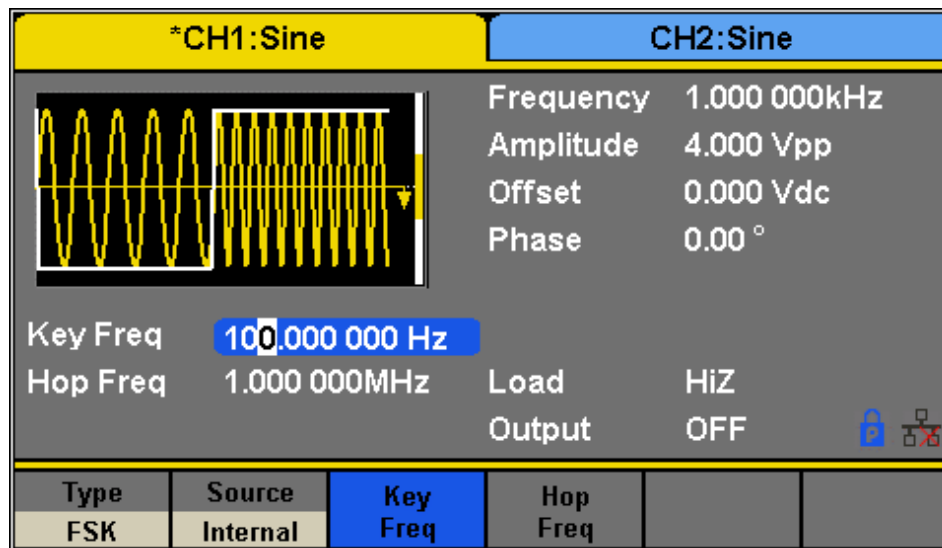 *CH1:Sine
CH2:Sine
Frequency 1.000 000kHz
Amplitude 4.000 Vpp
Offset 0.000 Vdc
Phase 0.00 °
Key Freq 100.000 000 Hz
Hop Freq 1.000 000MHz
Load HiZ
Output OFF
P
Type
FSK
Source
Internal
Key
Freq
Hop
Freq